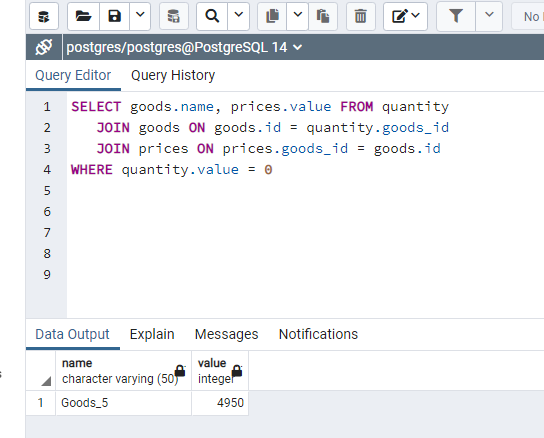 No
postgres/postgres@PostgreSQL 14
Query Editor Query History
1 SELECT goods.name, prices.value FROM quantity
2 JOIN goods ON goods.id = quantity.goods_id
3 JOIN prices ON prices.goods_id = goods.id
4 WHERE quantity.value = 0
5
6
7
8
9
Data Output Explain Messages Notifications
name value
character varying (50) integer
1 Goods_5 4950